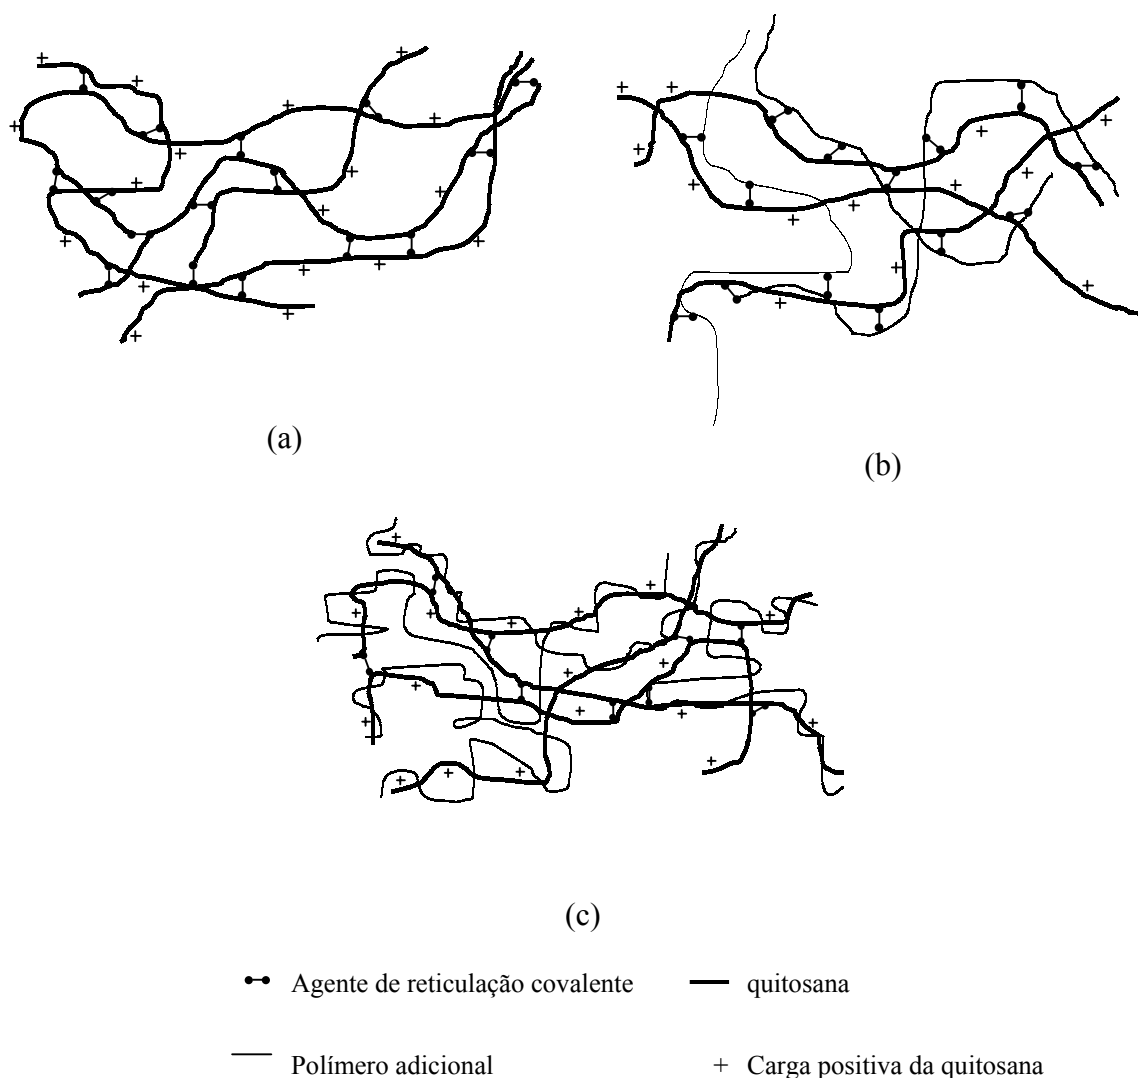 (a)
(b)
(c)
Agente de reticulação covalente
quitosana
Polímero adicional
+ Carga positiva da quitosana